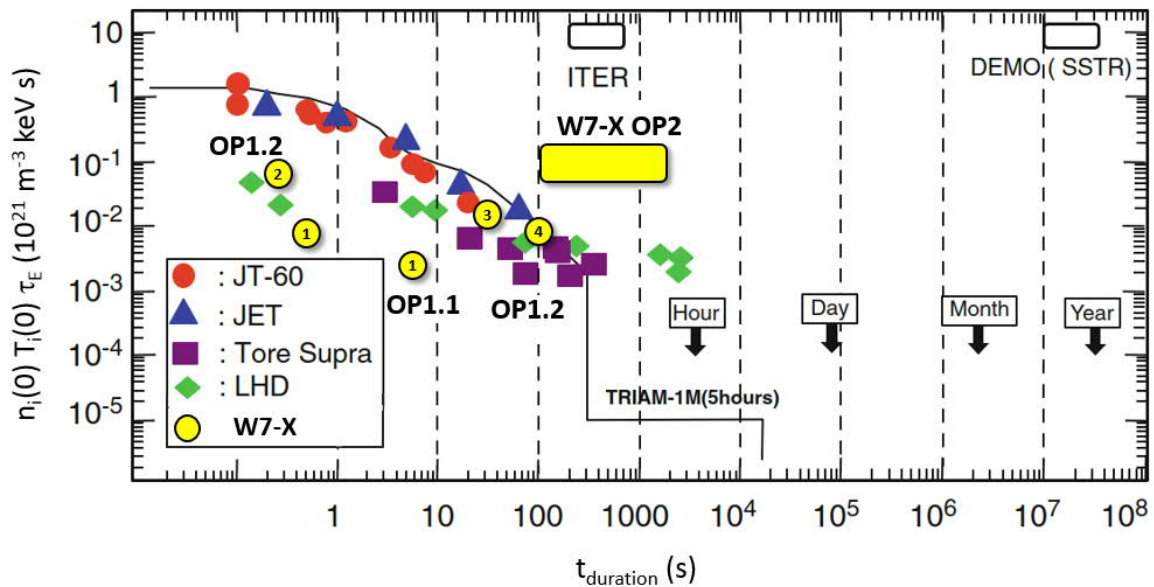 10
1
10⁻¹
10⁻²
10⁻³
10⁻⁴
10⁻⁵
nᵢ(0) Tᵢ(0) τ_E (10²¹ m⁻³ keV s)
ITER
DEMO ( SSTR)
W7-X OP2
OP1.2
2
1
3
4
1
OP1.1
OP1.2
: JT-60
: JET
: Tore Supra
: LHD
W7-X
Hour
Day
Month
Year
TRIAM-1M(5hours)
1 10 100 1000 10⁴ 10⁵ 10⁶ 10⁷ 10⁸
t_duration (s)